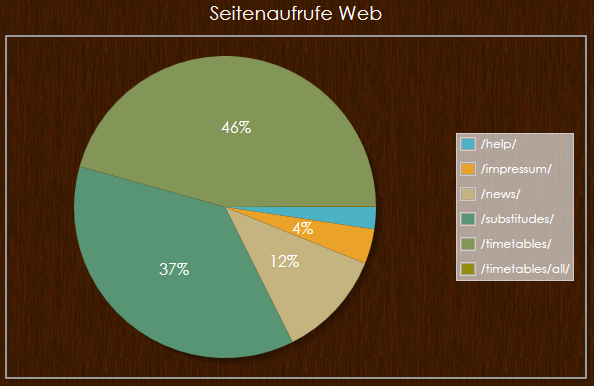 Seitenaufrufe Web
46%
4%
12%
37%
/help/
/impressum/
/news/
/substitudes/
/timetables/
/timetables/all/